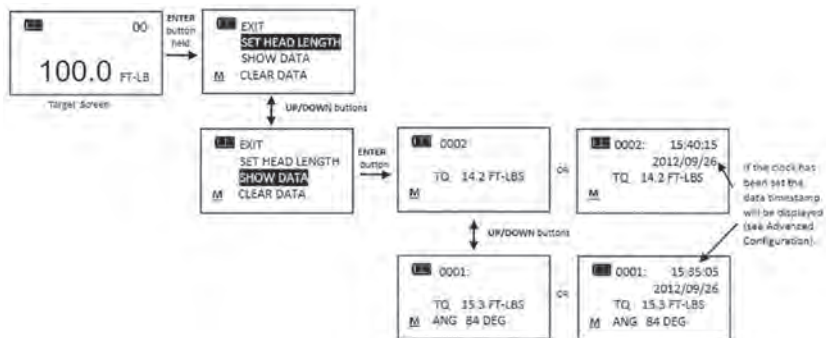 00
100.0 FT-LB
Target Screen
ENTER
button
held
EXIT
SET HEAD LENGTH
SHOW DATA
M CLEAR DATA
UP/DOWN buttons
EXIT
SET HEAD LENGTH
SHOW DATA
M CLEAR DATA
ENTER
button
0002
TQ 14.2 FT-LBS
M
OR
0002: 15:40:15
2012/09/26
TQ 14.2 FT-LBS
M
If the clock has
been set the
data timestamp
will be displayed
(see Advanced
Configuration).
UP/DOWN buttons
0001:
TQ 15.3 FT-LBS
M ANG 84 DEG
OR
0001: 15:35:05
2012/09/26
TQ 15.3 FT-LBS
M ANG 84 DEG